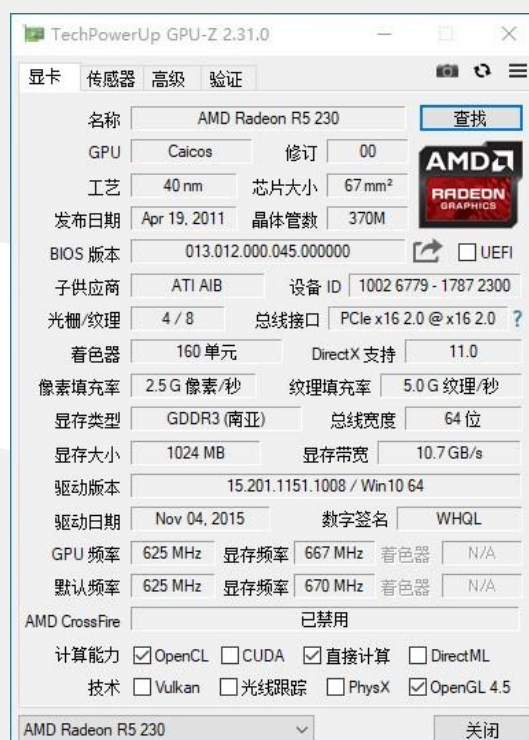 TechPowerUp GPU-Z 2.31.0
显卡 传感器 高级 验证
名称 AMD Radeon R5 230 查找
GPU Caicos 修订 00
AMD
RADEON
GRAPHICS
工艺 40 nm 芯片大小 67 mm²
发布日期 Apr 19, 2011 晶体管数 370M
BIOS 版本 013.012.000.045.000000 UEFI
子供应商 ATI AIB 设备 ID 1002 6779 - 1787 2300
光栅/纹理 4 / 8 总线接口 PCIe x16 2.0 @ x16 2.0 ?
着色器 160 单元 DirectX 支持 11.0
像素填充率 2.5 G 像素/秒 纹理填充率 5.0 G 纹理/秒
显存类型 GDDR3 (南亚) 总线宽度 64 位
显存大小 1024 MB 显存带宽 10.7 GB/s
驱动版本 15.201.1151.1008 / Win10 64
驱动日期 Nov 04, 2015 数字签名 WHQL
GPU 频率 625 MHz 显存频率 667 MHz 着色器 N/A
默认频率 625 MHz 显存频率 670 MHz 着色器 N/A
AMD CrossFire 已禁用
计算能力 OpenCL CUDA 直接计算 DirectML
技术 Vulkan 光线跟踪 PhysX OpenGL 4.5
AMD Radeon R5 230 关闭